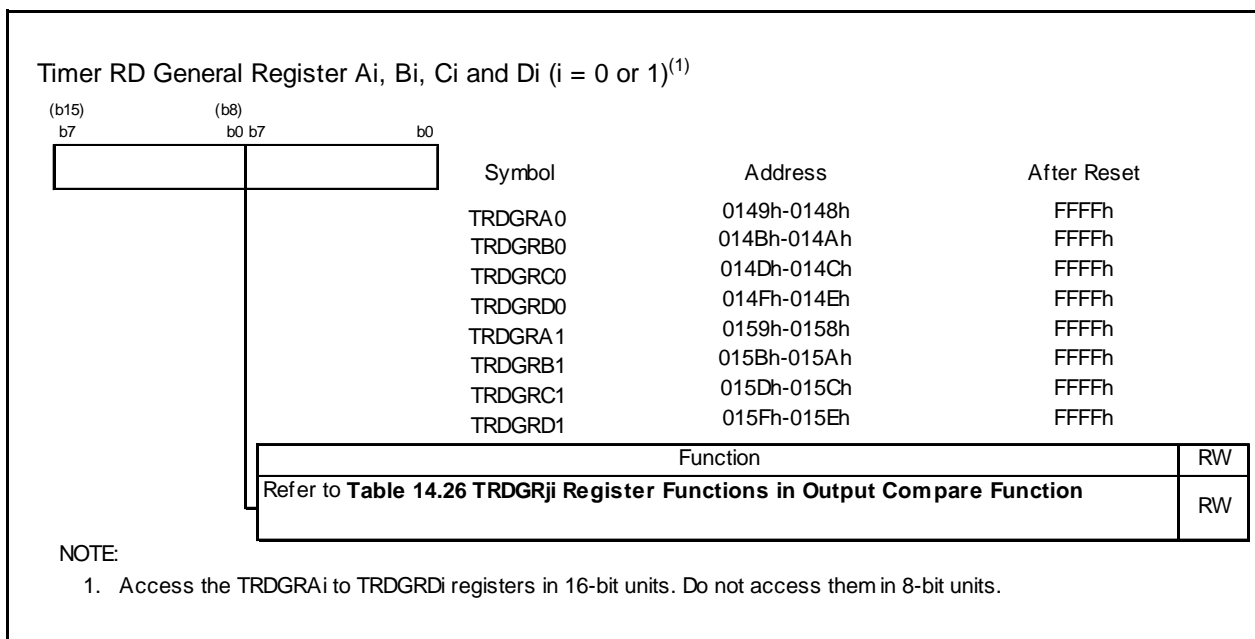 Timer RD General Register Ai, Bi, Ci and Di (i = 0 or 1)(1)
(b15) (b8)
b7 b0 b7 b0
Symbol Address After Reset
TRDGRA0 0149h-0148h FFFFh
TRDGRB0 014Bh-014Ah FFFFh
TRDGRC0 014Dh-014Ch FFFFh
TRDGRD0 014Fh-014Eh FFFFh
TRDGRA1 0159h-0158h FFFFh
TRDGRB1 015Bh-015Ah FFFFh
TRDGRC1 015Dh-015Ch FFFFh
TRDGRD1 015Fh-015Eh FFFFh
Function RW
Refer to Table 14.26 TRDGRji Register Functions in Output Compare Function RW
NOTE:
1. Access the TRDGRAi to TRDGRDi registers in 16-bit units. Do not access them in 8-bit units.